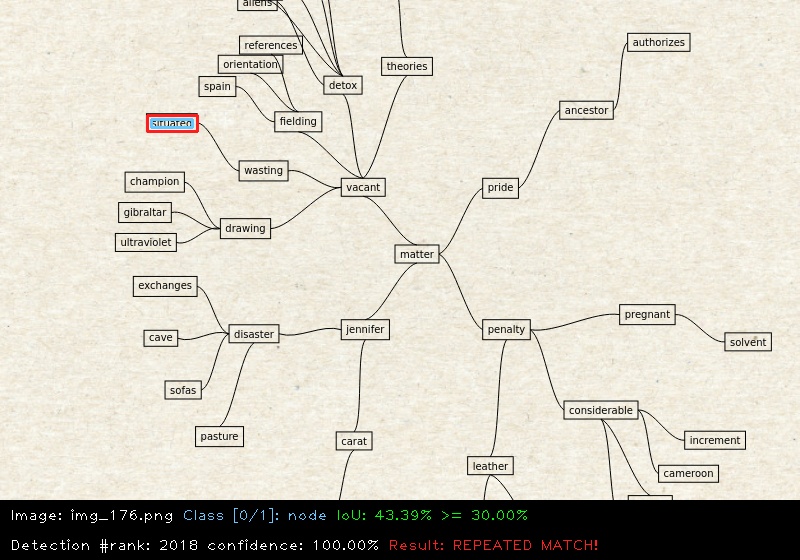 aliens
references
orientation
spain
detox
theories
authorizes
fielding
ancestor
situated
wasting
champion
vacant
pride
gibraltar
drawing
ultraviolet
matter
exchanges
pregnant
disaster
jennifer
penalty
cave
solvent
sofas
considerable
pasture
carat
increment
leather
cameroon
Image: img_176.png Class [0/1]: node IoU: 43.39% >= 30.00%
Detection #rank: 2018 confidence: 100.00% Result: REPEATED MATCH!